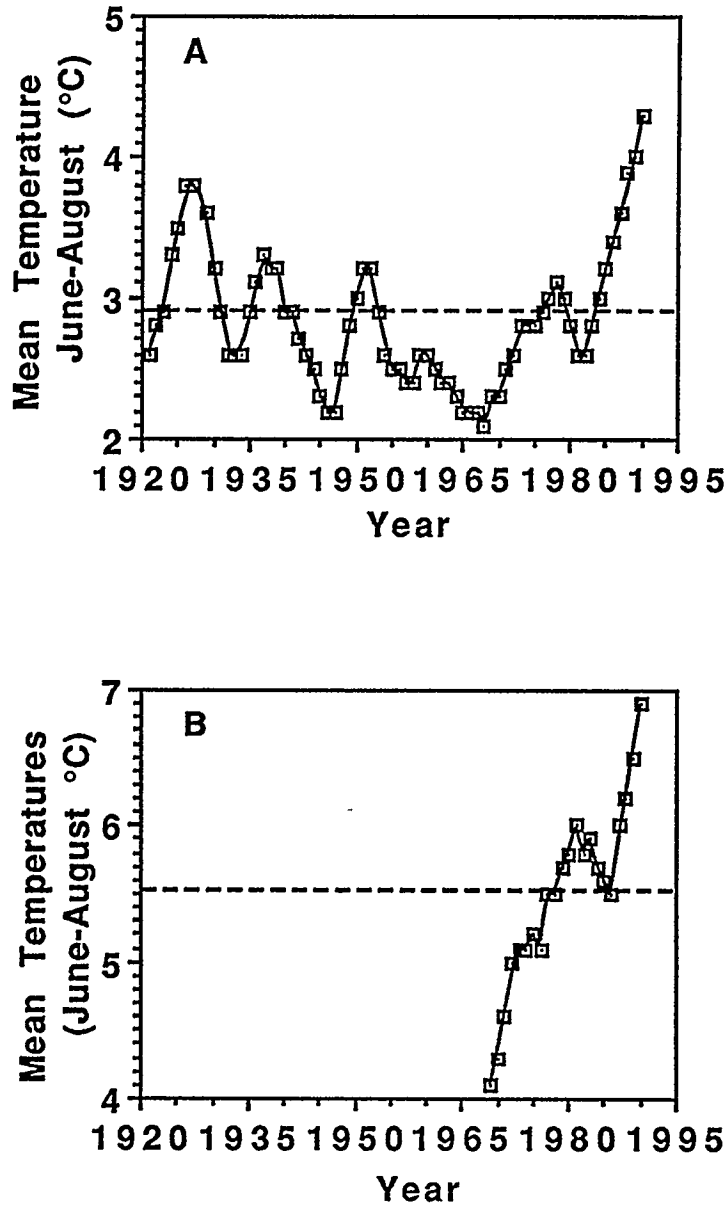 5
4
3
2
A
Mean Temperature
June-August (°C)
1920 1935 1950 1965 1980 1995
Year
7
6
5
4
B
Mean Temperatures
(June-August °C)
1920 1935 1950 1965 1980 1995
Year